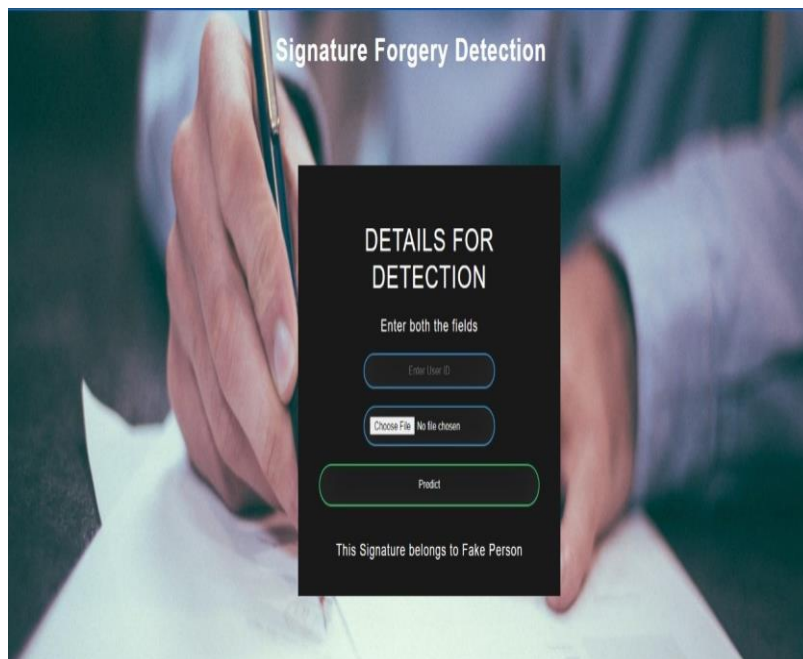 Signature Forgery Detection
DETAILS FOR
DETECTION
Enter both the fields
Enter User ID
Choose File No file chosen
Predict
This Signature belongs to Fake Person